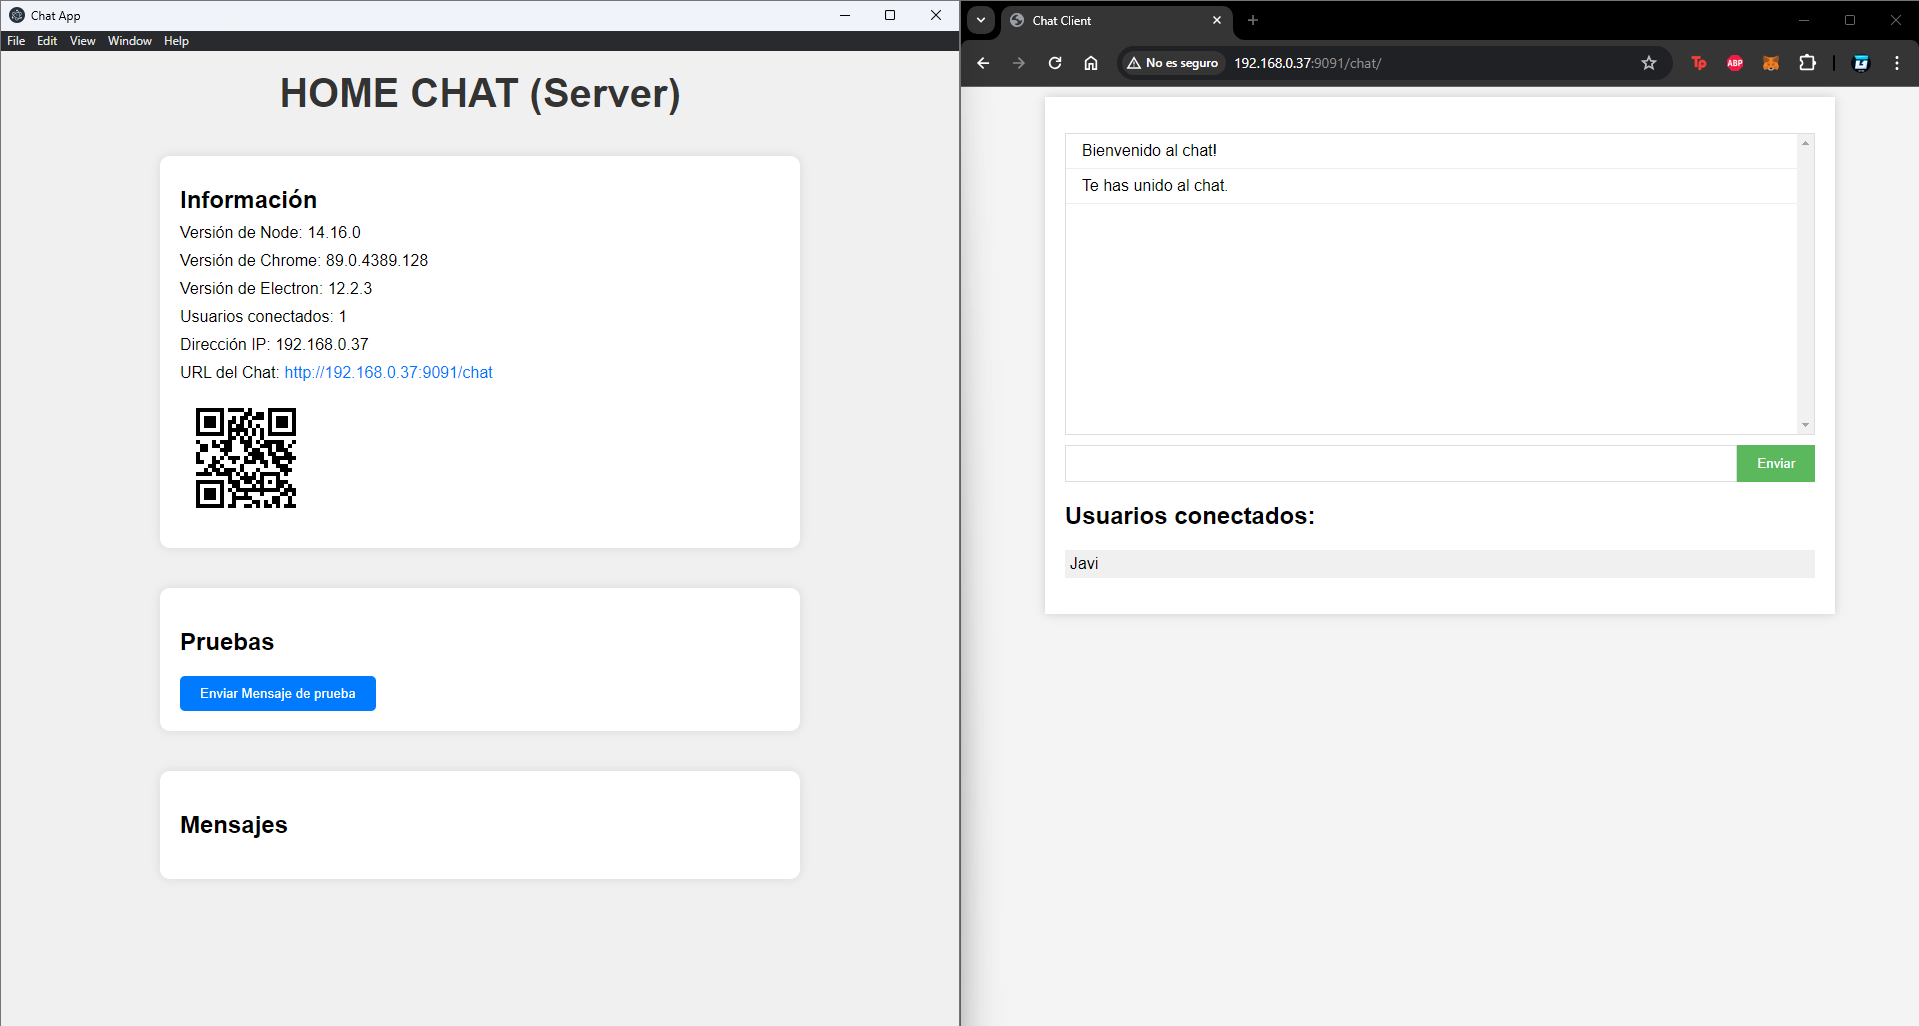 Chat App
File Edit View Window Help
HOME CHAT (Server)
Información
Versión de Node: 14.16.0
Versión de Chrome: 89.0.4389.128
Versión de Electron: 12.2.3
Usuarios conectados: 1
Dirección IP: 192.168.0.37
URL del Chat: http://192.168.0.37:9091/chat
Pruebas
Enviar Mensaje de prueba
Mensajes
Chat Client
No es seguro 192.168.0.37:9091/chat/
Tp ABP
Bienvenido al chat!
Te has unido al chat.
Enviar
Usuarios conectados:
Javi